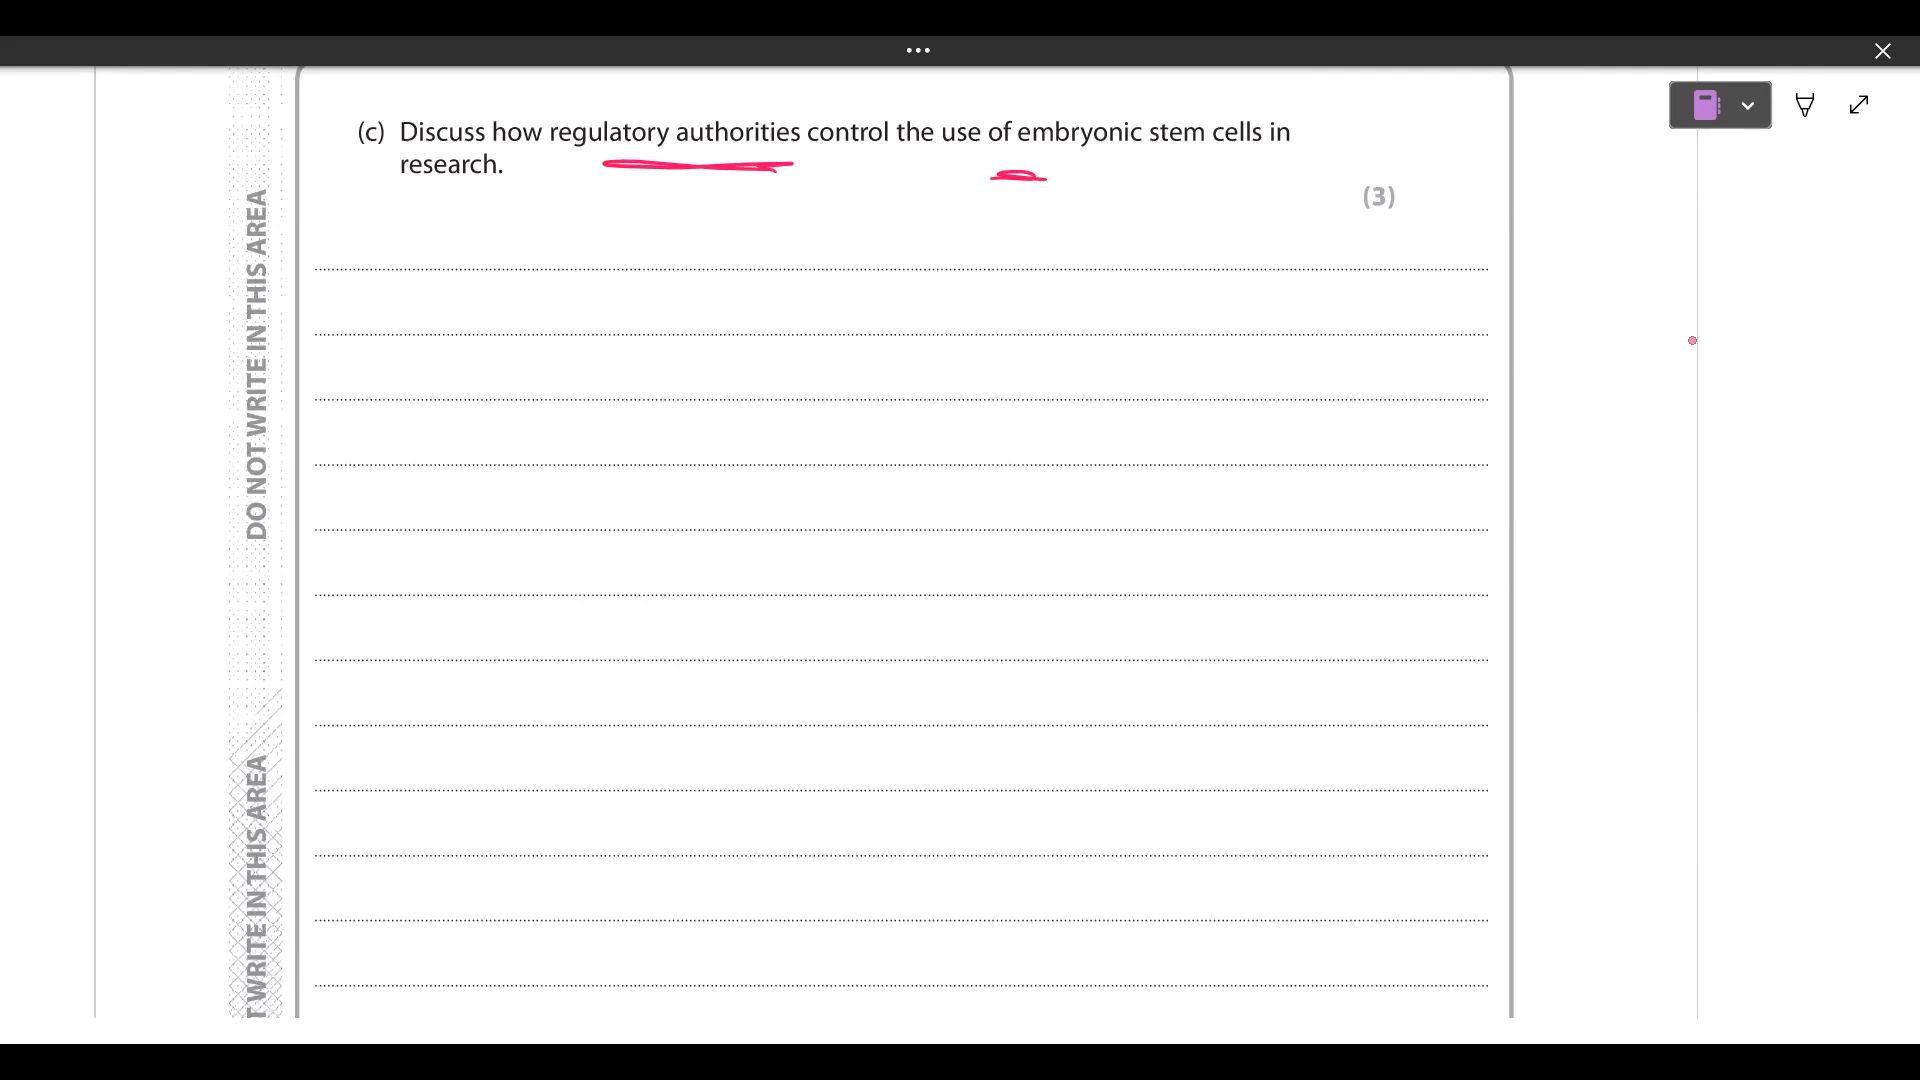 (c) Discuss how regulatory authorities control the use of embryonic stem cells in
research.
(3)
DO NOT WRITE IN THIS AREA
T WRITE IN THIS AREA